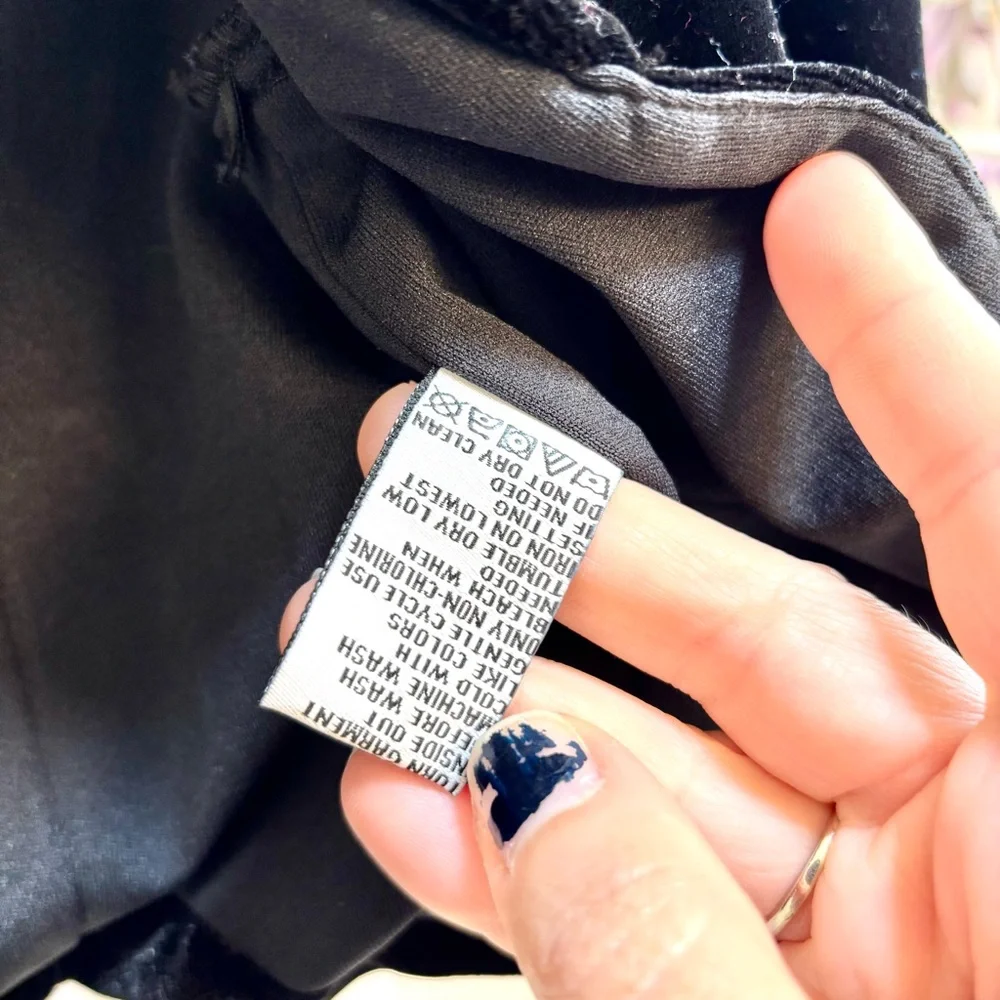 TURN GARMENT
INSIDE OUT
BEFORE WASH
MACHINE WASH
COLD WITH
LIKE COLORS
GENTLE CYCLE USE
ONLY NON-CHLORINE
BLEACH WHEN
NEEDED
TUMBLE DRY LOW
IRON ON LOWEST
SETTING
IF NEEDED
DO NOT DRY CLEAN